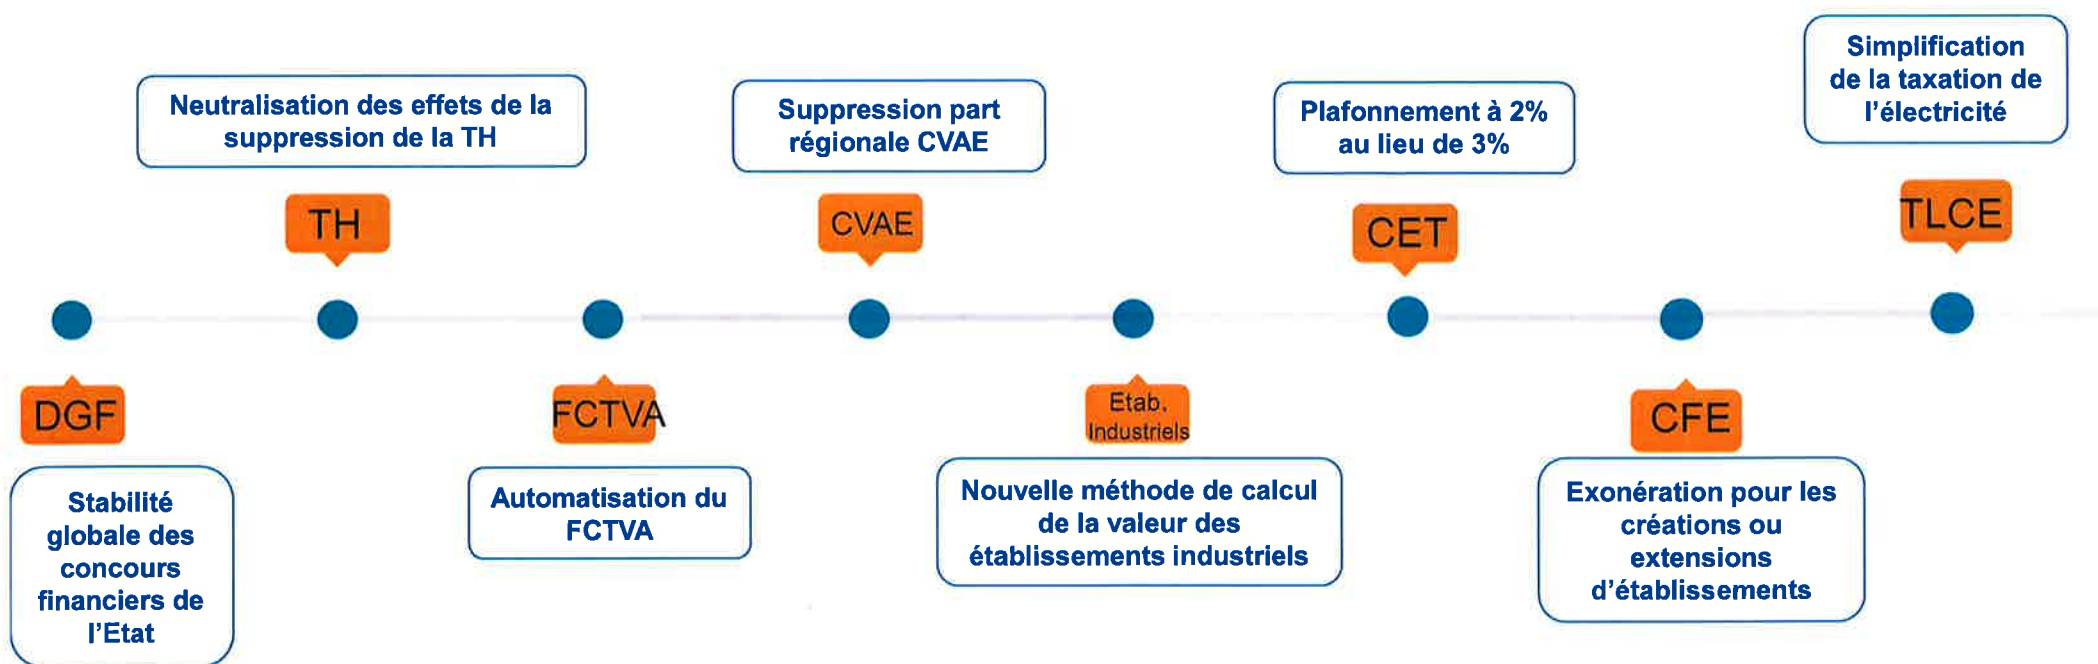 Neutralisation des effets de la
suppression de la TH
TH
Suppression part
régionale CVAE
CVAE
Plafonnement à 2%
au lieu de 3%
CET
Simplification
de la taxation de
l'électricité
TLCE
DGF
Stabilité
globale des
concours
financiers de
l'Etat
FCTVA
Automatisation du
FCTVA
Etab.
Industriels
Nouvelle méthode de calcul
de la valeur des
établissements industriels
CFE
Exonération pour les
créations ou
extensions
d'établissements